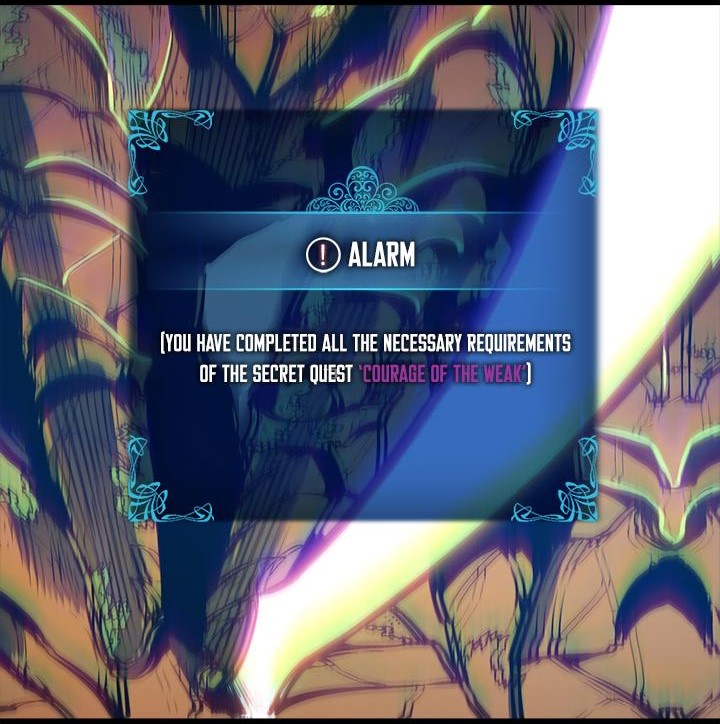 ! ALARM
[YOU HAVE COMPLETED ALL THE NECESSARY REQUIREMENTS
OF THE SECRET QUEST 'COURAGE OF THE WEAK']